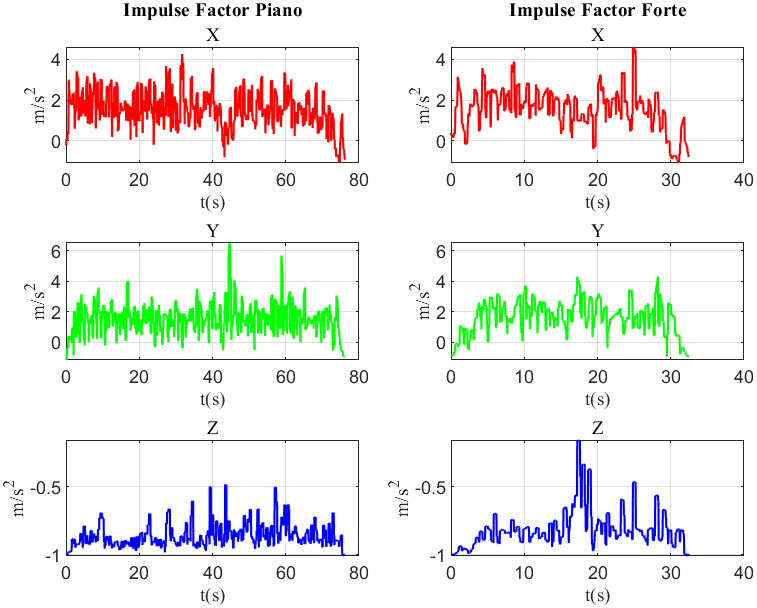 Impulse Factor Piano
Impulse Factor Forte
X
4
2
0
m/s²
0 20 40 60 80
t(s)
X
4
2
0
m/s²
0 10 20 30 40
t(s)
Y
6
4
2
0
m/s²
0 20 40 60 80
t(s)
Y
6
4
2
0
m/s²
0 10 20 30 40
t(s)
Z
-0.5
-1
m/s²
0 20 40 60 80
t(s)
Z
-0.5
-1
m/s²
0 10 20 30 40
t(s)